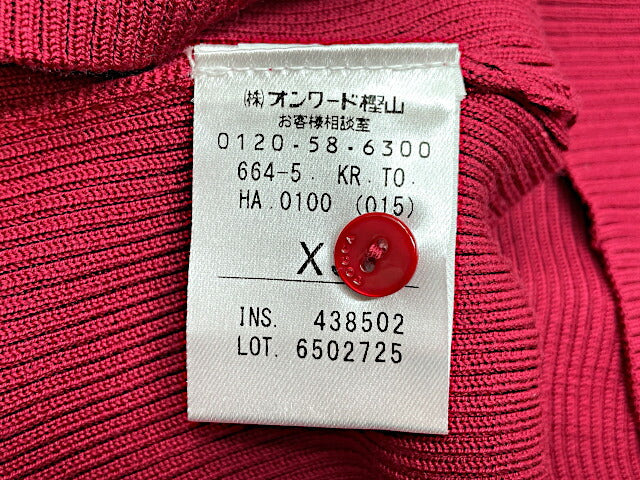 (株)オンワード樫山
お客様相談室
0120-58-6300
664-5. KR.TO.
HA.0100 (015)
INS. 438502
LOT. 6502725